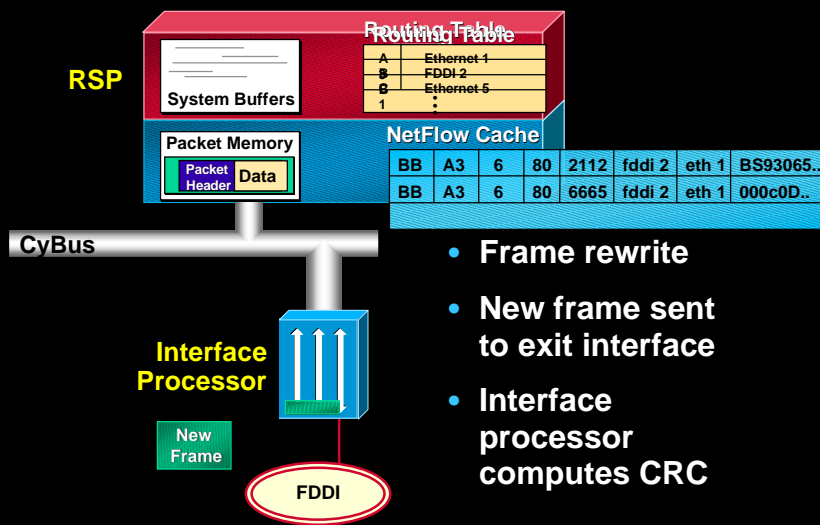 Routing Table
Routing Table
A Ethernet 1
B FDDI 2
C Ethernet 5
1
RSP
System Buffers
Packet Memory
Packet
Header
Data
NetFlow Cache
BB A3 6 80 2112 fddi 2 eth 1 BS93065..
BB A3 6 80 6665 fddi 2 eth 1 000c0D..
CyBus
• Frame rewrite
• New frame sent
to exit interface
• Interface
processor
computes CRC
Interface
Processor
New
Frame
FDDI